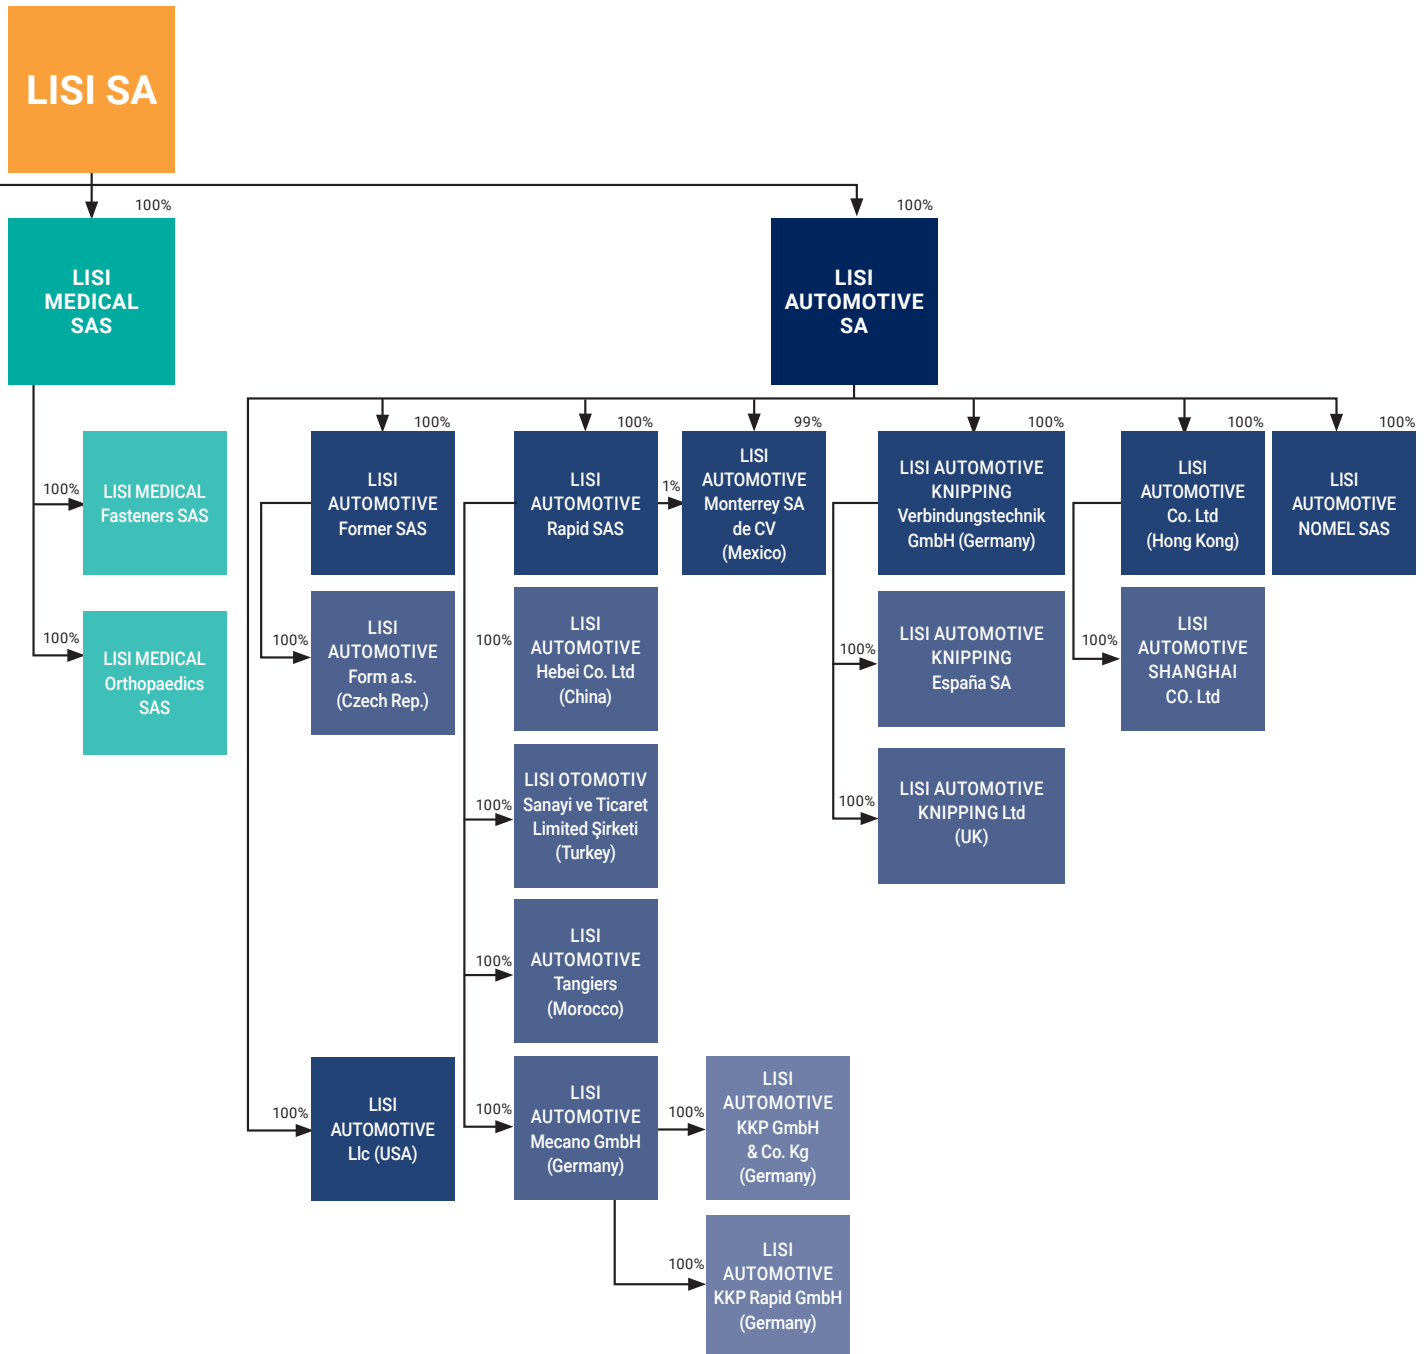 LISI SA
100%
100%
LISI
MEDICAL
SAS
LISI
AUTOMOTIVE
SA
100%
100%
99%
100%
100%
100%
100%
LISI MEDICAL
Fasteners SAS
LISI
AUTOMOTIVE
Former SAS
LISI
AUTOMOTIVE
Rapid SAS
1%
LISI
AUTOMOTIVE
Monterrey SA
de CV
(Mexico)
LISI AUTOMOTIVE
KNIPPING
Verbindungstechnik
GmbH (Germany)
LISI
AUTOMOTIVE
Co. Ltd
(Hong Kong)
LISI
AUTOMOTIVE
NOMEL SAS
100%
LISI MEDICAL
Orthopaedics
SAS
100%
LISI
AUTOMOTIVE
Form a.s.
(Czech Rep.)
100%
LISI
AUTOMOTIVE
Hebei Co. Ltd
(China)
100%
LISI AUTOMOTIVE
KNIPPING
España SA
100%
LISI
AUTOMOTIVE
SHANGHAI
CO. Ltd
100%
LISI OTOMOTIV
Sanayi ve Ticaret
Limited Şirketi
(Turkey)
100%
LISI AUTOMOTIVE
KNIPPING Ltd
(UK)
100%
LISI
AUTOMOTIVE
Tangiers
(Morocco)
100%
LISI
AUTOMOTIVE
Llc (USA)
100%
LISI
AUTOMOTIVE
Mecano GmbH
(Germany)
100%
LISI
AUTOMOTIVE
KKP GmbH
& Co. Kg
(Germany)
100%
LISI
AUTOMOTIVE
KKP Rapid GmbH
(Germany)